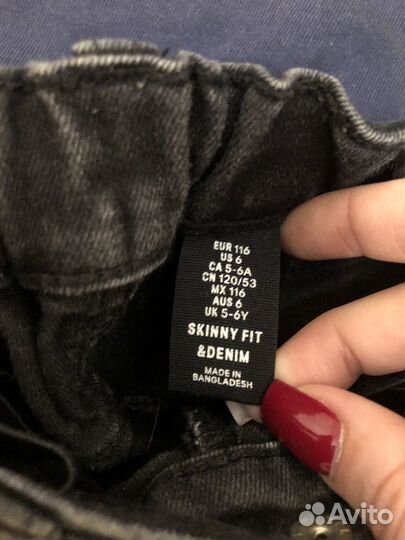 EUR 116
US 6
CA 5-6A
CN 120/53
MX 116
AUS 6
UK 5-6Y
SKINNY FIT
&DENIM
MADE IN
BANGLADESH
Avito